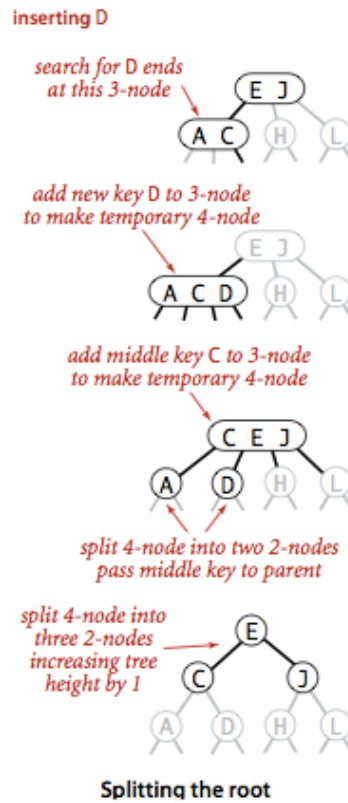 inserting D
search for D ends
at this 3-node
E J
A C
H
L
add new key D to 3-node
to make temporary 4-node
E J
A C D
H
L
add middle key C to 3-node
to make temporary 4-node
C E J
A
D
H
L
split 4-node into two 2-nodes
pass middle key to parent
split 4-node into
three 2-nodes
increasing tree
height by 1
E
C
J
A
D
H
L
Splitting the root